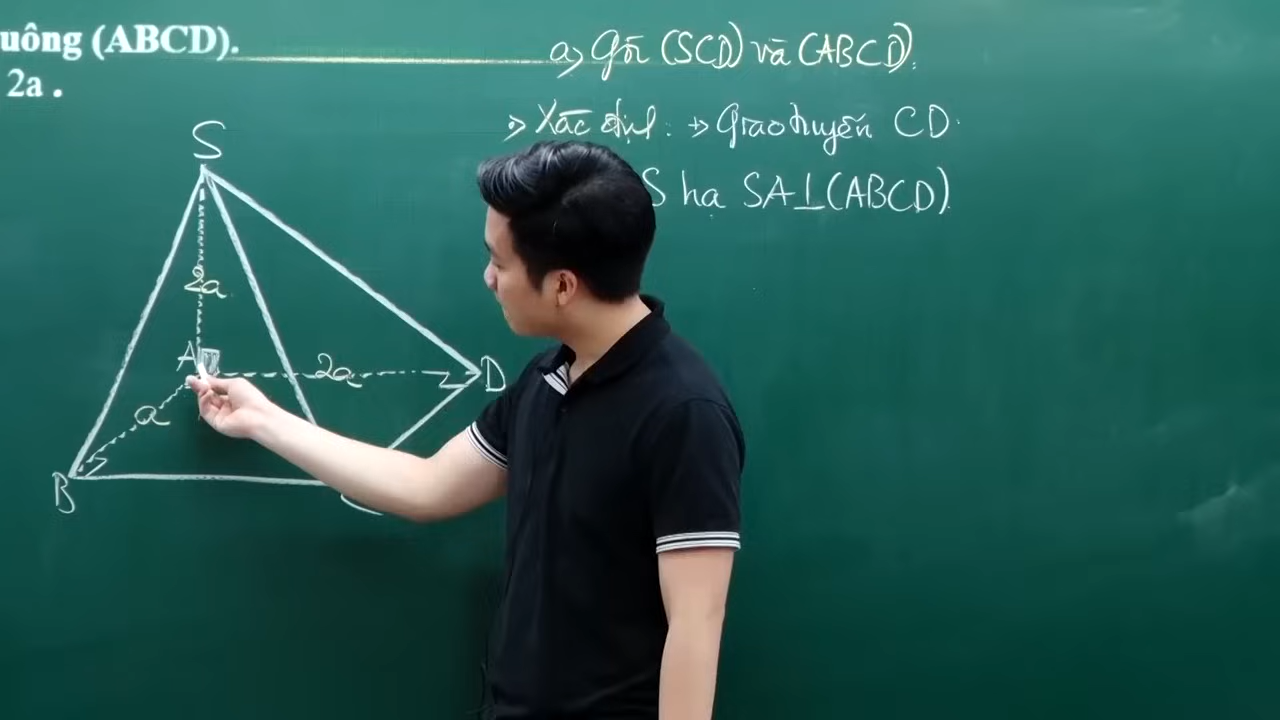 uông (ABCD).
2a .
a) Góc (SCD) và (ABCD).
Xác định: → Giao tuyến CD.
S hạ SA⊥(ABCD).
S
2a
A
2a
D
a
B